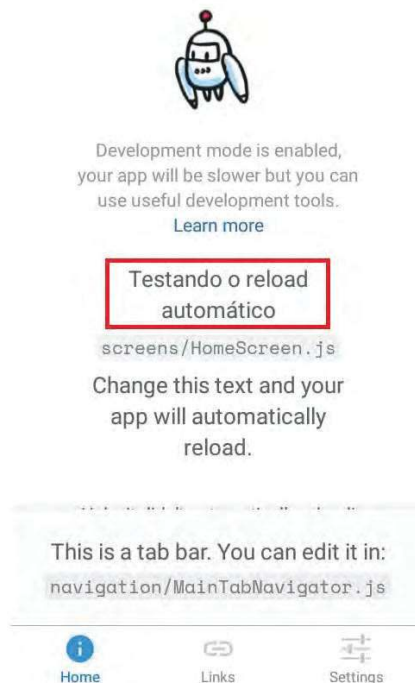 Development mode is enabled,
your app will be slower but you can
use useful development tools.
Learn more
Testando o reload
automático
screens/HomeScreen.js
Change this text and your
app will automatically
reload.
This is a tab bar. You can edit it in:
navigation/MainTabNavigator.js
Home
Links
Settings